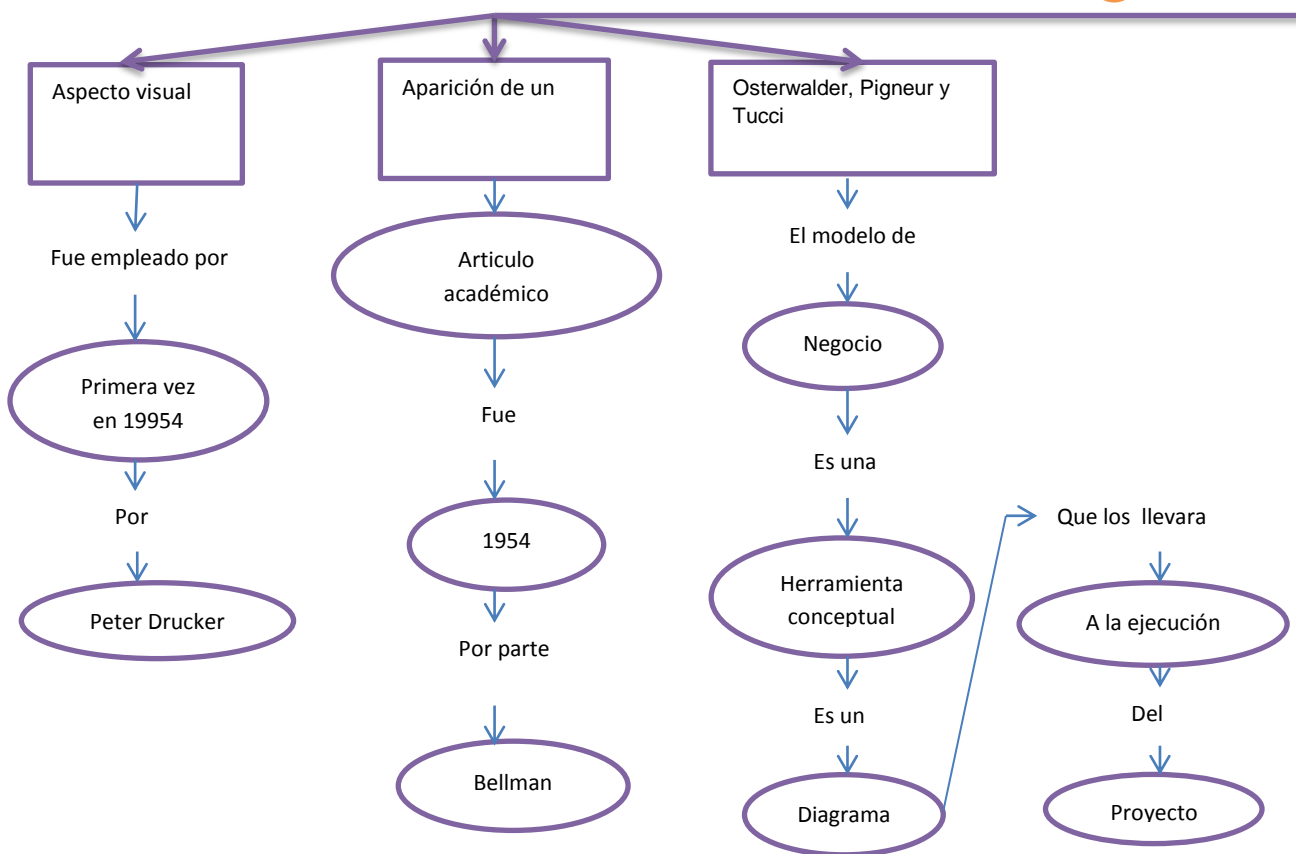 Aspecto visual
Fue empleado por
Primera vez
en 19954
Por
Peter Drucker
Aparición de un
Articulo
académico
Fue
1954
Por parte
Bellman
Osterwalder, Pigneur y
Tucci
El modelo de
Negocio
Es una
Herramienta
conceptual
Es un
Diagrama
Que los llevara
A la ejecución
Del
Proyecto